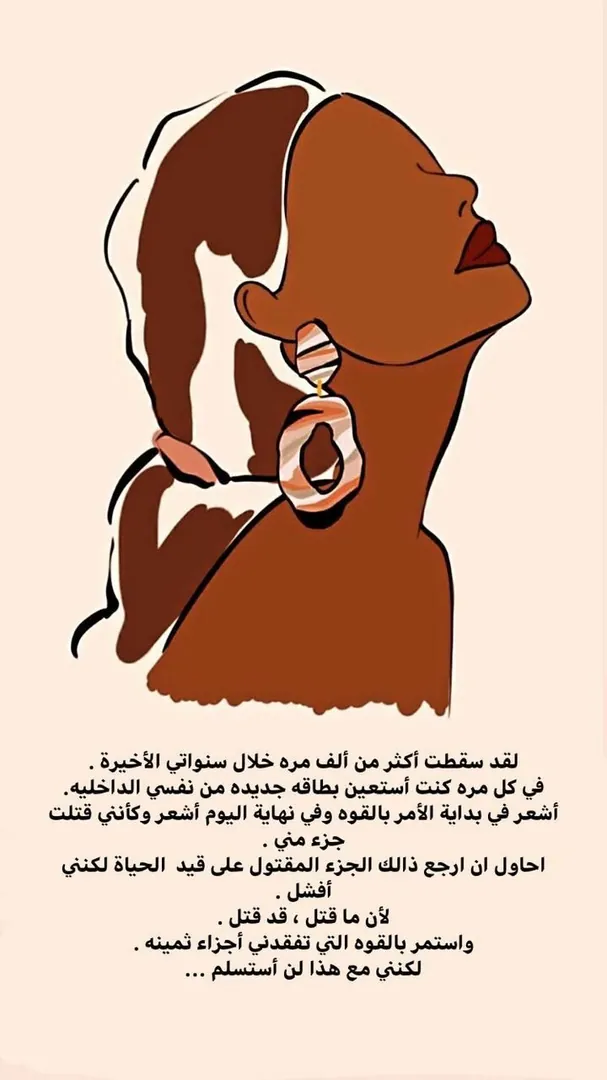 لقد سقطت أكثر من ألف مره خلال سنواتي الأخيرة .
في كل مره كنت أستعين بطاقه جديده من نفسي الداخليه.
أشعر في بداية الأمر بالقوه وفي نهاية اليوم أشعر وكأنني قتلت
جزء مني .
احاول ان ارجع ذالك الجزء المقتول على قيد الحياة لكنني
أفشل .
لأن ما قتل ، قد قتل .
واستمر بالقوه التي تفقدني أجزاء ثمينه .
لكنني مع هذا لن أستسلم ...